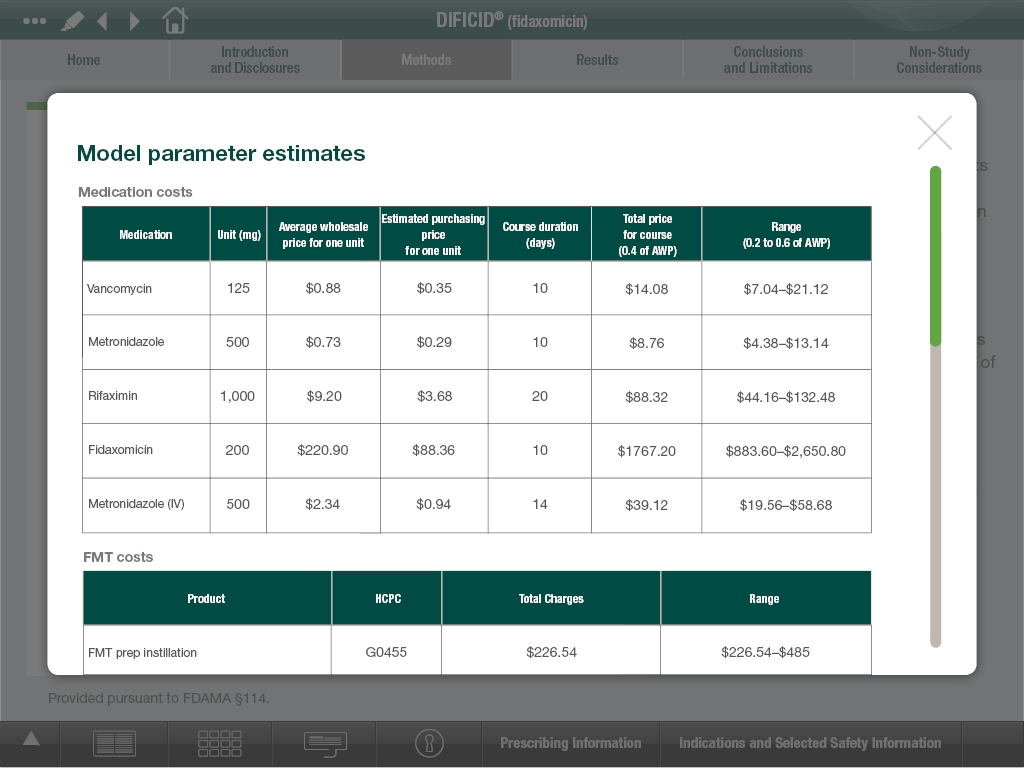 DIFICID® (fidaxomicin)
Home
Introduction
and Disclosures
Methods
Results
Conclusions
and Limitations
Non-Study
Considerations
Model parameter estimates
Medication costs
Medication
Unit (mg)
Average wholesale
price for one unit
Estimated purchasing
price
for one unit
Course duration
(days)
Total price
for course
(0.4 of AWP)
Range
(0.2 to 0.6 of AWP)
Vancomycin 125 $0.88 $0.35 10 $14.08 $7.04–$21.12
Metronidazole 500 $0.73 $0.29 10 $8.76 $4.38–$13.14
Rifaximin 1,000 $9.20 $3.68 20 $88.32 $44.16–$132.48
Fidaxomicin 200 $220.90 $88.36 10 $1767.20 $883.60–$2,650.80
Metronidazole (IV) 500 $2.34 $0.94 14 $39.12 $19.56–$58.68
FMT costs
Product HCPC Total Charges Range
FMT prep instillation G0455 $226.54 $226.54–$485
of
Provided pursuant to FDAMA §114.
Prescribing Information
Indications and Selected Safety Information